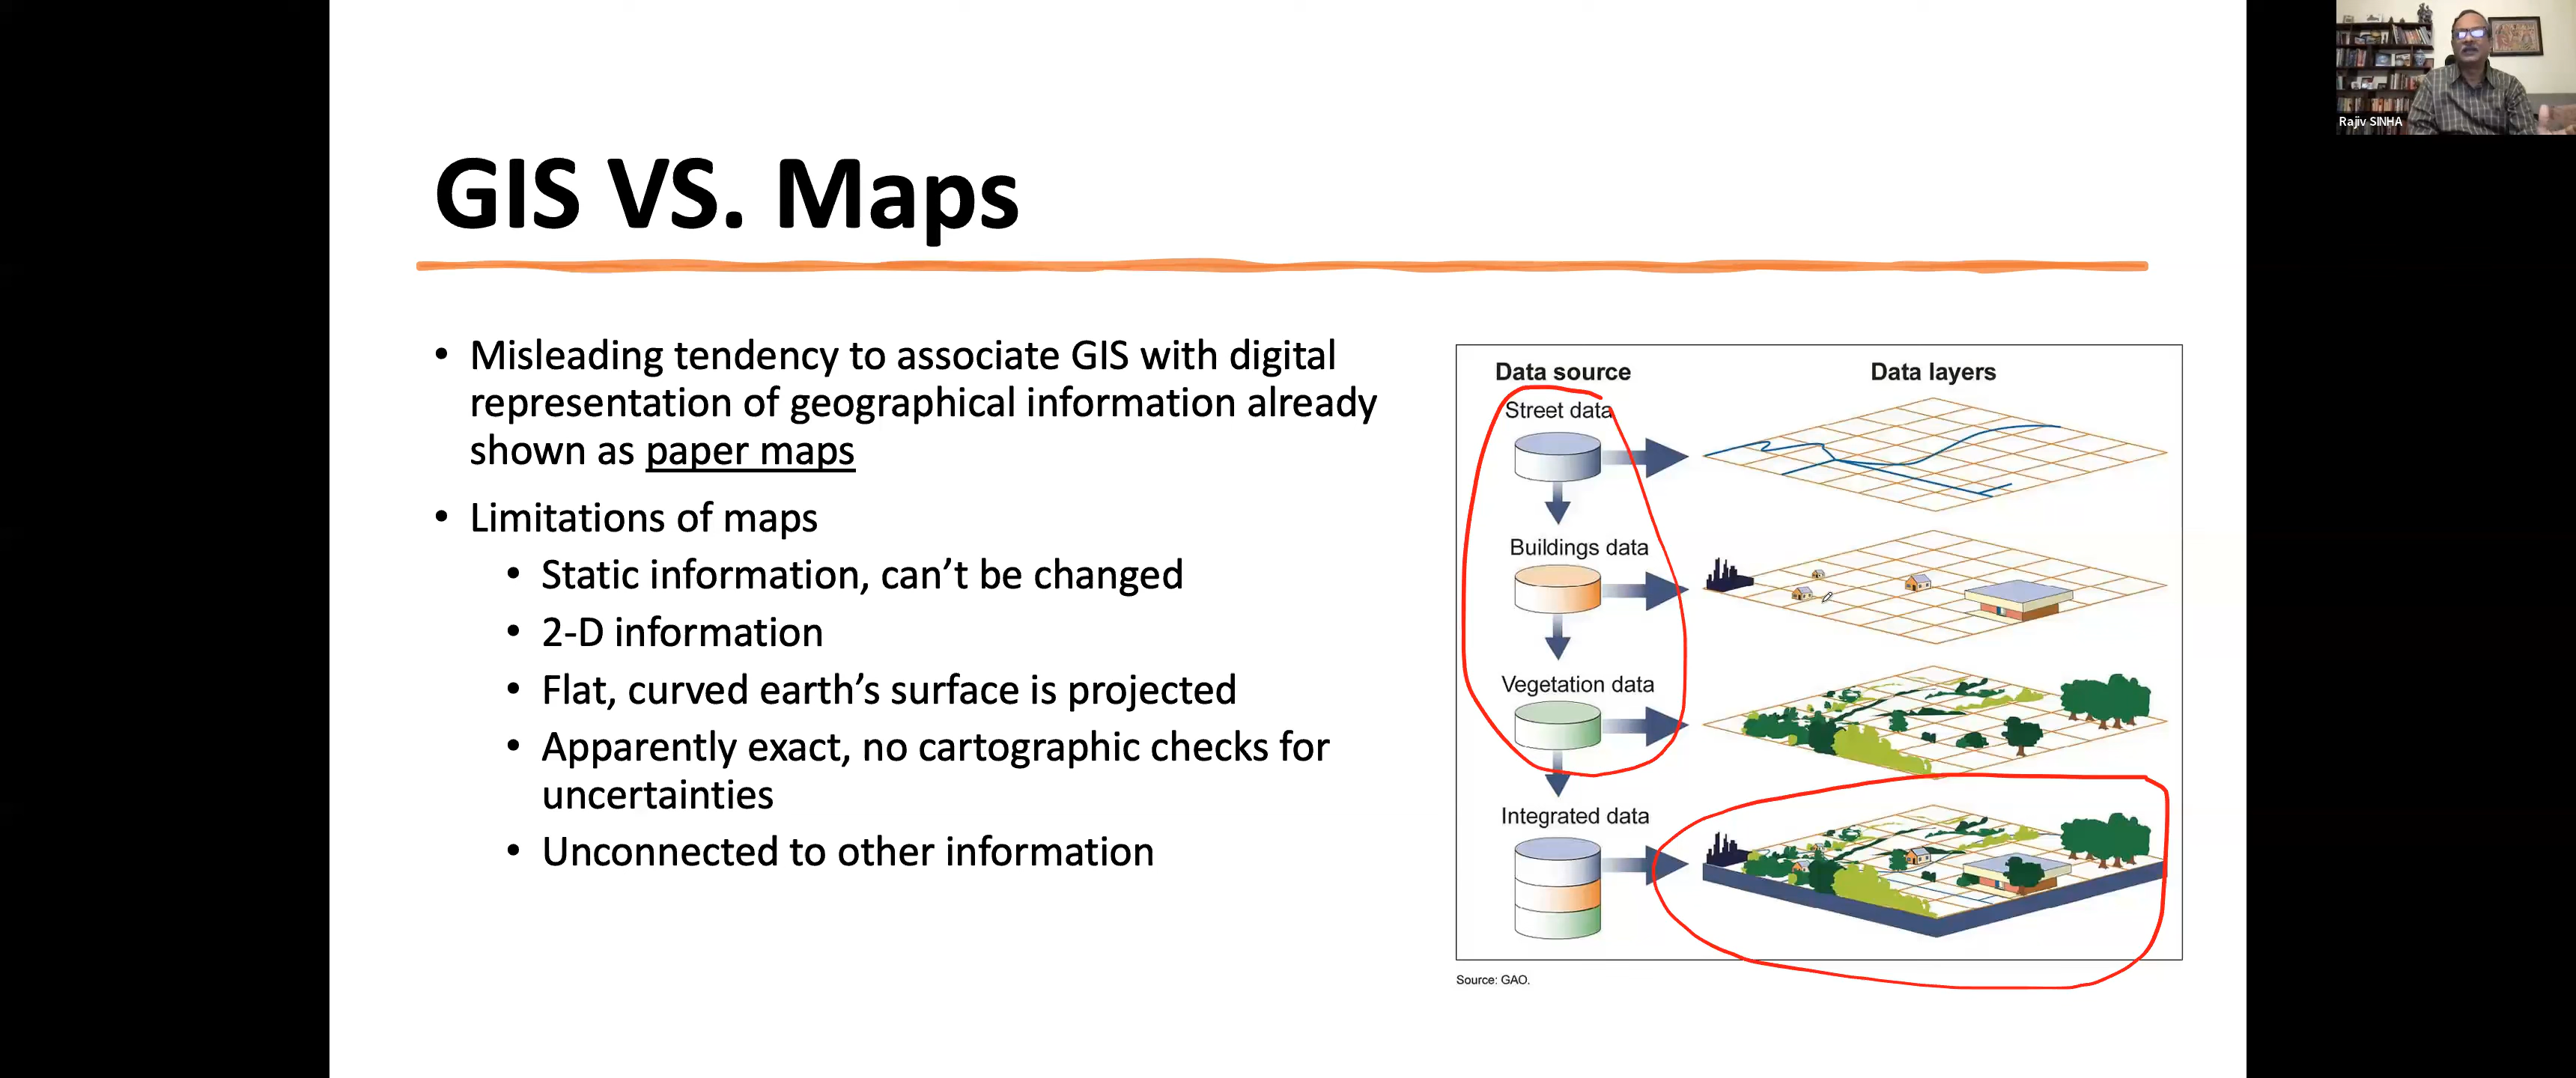 Rajiv SINHA
GIS VS. Maps
• Misleading tendency to associate GIS with digital
representation of geographical information already
shown as paper maps
• Limitations of maps
• Static information, can’t be changed
• 2-D information
• Flat, curved earth’s surface is projected
• Apparently exact, no cartographic checks for
uncertainties
• Unconnected to other information
Data source
Data layers
Street data
Buildings data
Vegetation data
Integrated data
Source: GAO.